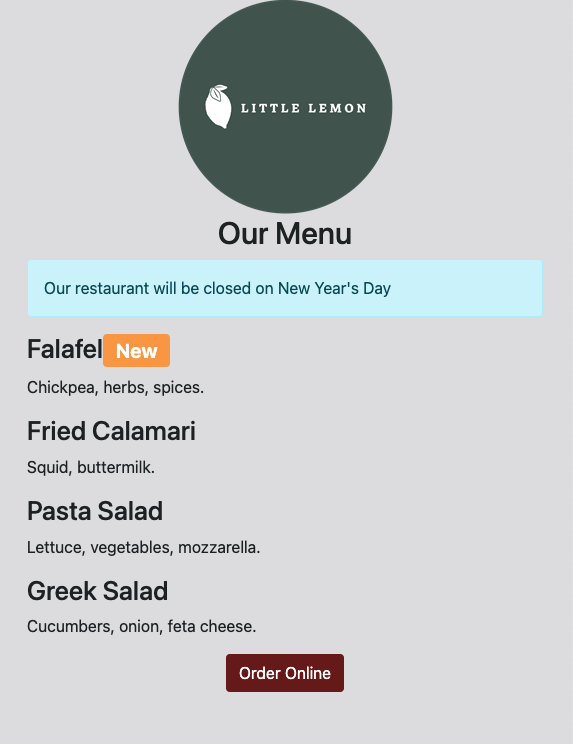 LITTLE LEMON
Our Menu
Our restaurant will be closed on New Year's Day
Falafel New
Chickpea, herbs, spices.
Fried Calamari
Squid, buttermilk.
Pasta Salad
Lettuce, vegetables, mozzarella.
Greek Salad
Cucumbers, onion, feta cheese.
Order Online